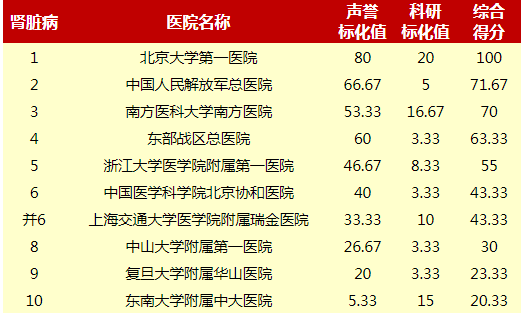 肾脏病 医院名称 声誉标化值 科研标化值 综合得分
1 北京大学第一医院 80 20 100
2 中国人民解放军总医院 66.67 5 71.67
3 南方医科大学南方医院 53.33 16.67 70
4 东部战区总医院 60 3.33 63.33
5 浙江大学医学院附属第一医院 46.67 8.33 55
6 中国医学科学院北京协和医院 40 3.33 43.33
并6 上海交通大学医学院附属瑞金医院 33.33 10 43.33
8 中山大学附属第一医院 26.67 3.33 30
9 复旦大学附属华山医院 20 3.33 23.33
10 东南大学附属中大医院 5.33 15 20.33